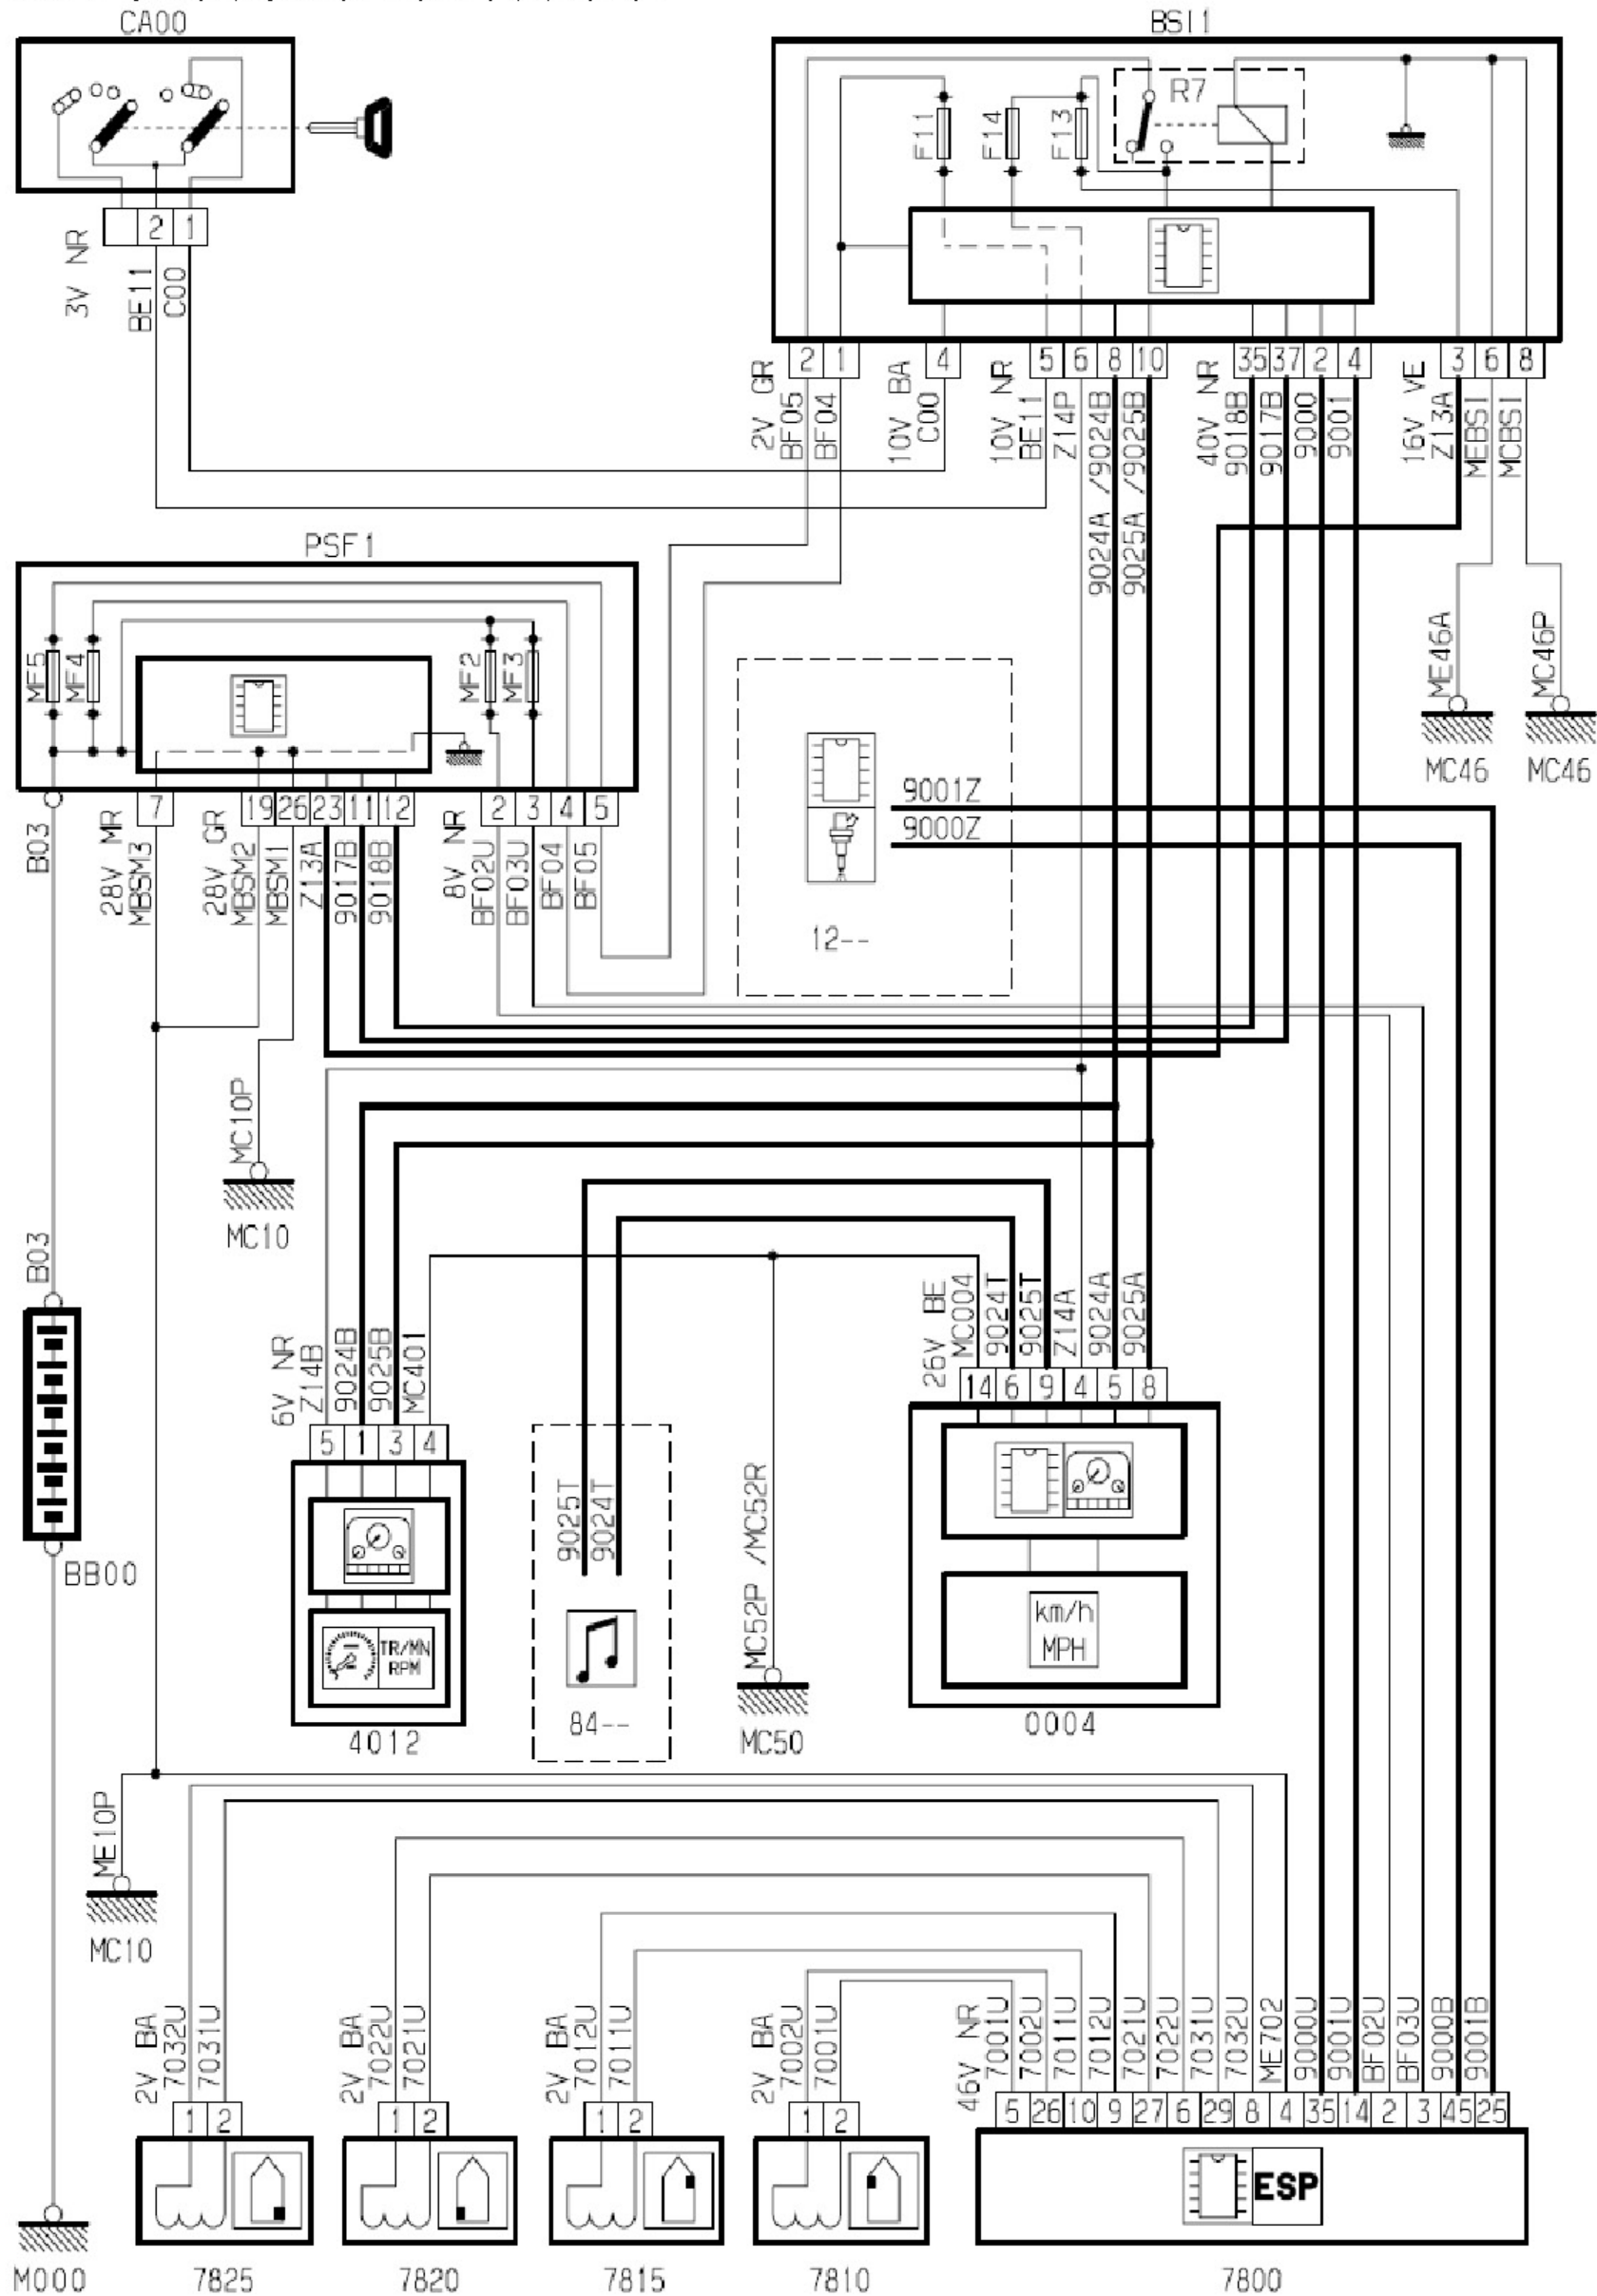 CA00
BSI1
R7
F11
F14
F13
2 1
3V NR
BE11
C00
2 1 4 5 6 8 10 35 37 2 4 3 6 8
2V GR
BF05
BF04
10V BA
C00
10V NR
BE11
Z14P
9024A /9024B
9025A /9025B
40V NR
9018B
9017B
9000
9001
16V VE
Z13A
MEBSI
MCBSI
ME46A
MC46P
MC46
MC46
PSF1
MF5
MF4
MF2
MF3
7 19 26 23 11 12 2 3 4 5
B03
28V MR
MBSM3
28V GR
MBSM2
MBSM1
Z13A
9017B
9018B
8V NR
BF02U
BF03U
BF04
BF05
9001Z
9000Z
12--
MC10P
MC10
B03
BB00
6V NR
Z14B
9024B
9025B
MC401
5 1 3 4
TR/MN
RPM
4012
9025T
9024T
84--
MC52P /MC52R
MC50
26V BE
MC004
9024T
9025T
Z14A
9024A
9025A
14 6 9 4 5 8
km/h
MPH
0004
ME10P
MC10
2V BA
7032U
7031U
1 2
2V BA
7022U
7021U
1 2
2V BA
7012U
7011U
1 2
2V BA
7002U
7001U
1 2
46V NR
7001U
7002U
7011U
7012U
7021U
7022U
7031U
7032U
ME702
9000U
9001U
BF02U
BF03U
9000B
9001B
5 26 10 9 27 6 29 8 4 35 14 2 3 45 25
ESP
M000
7825
7820
7815
7810
7800